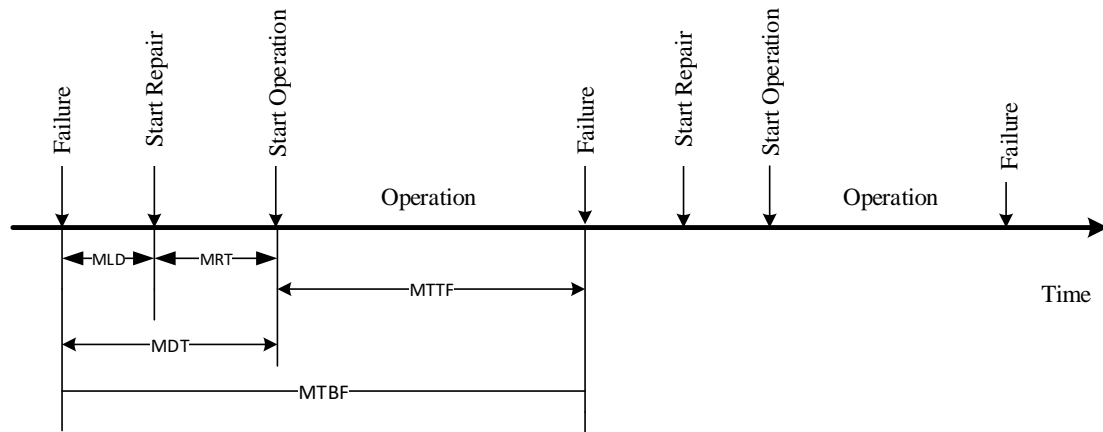 Failure
Start Repair
Start Operation
Failure
Start Repair
Start Operation
Failure
Operation
Operation
MLD
MRT
MTTF
Time
MDT
MTBF